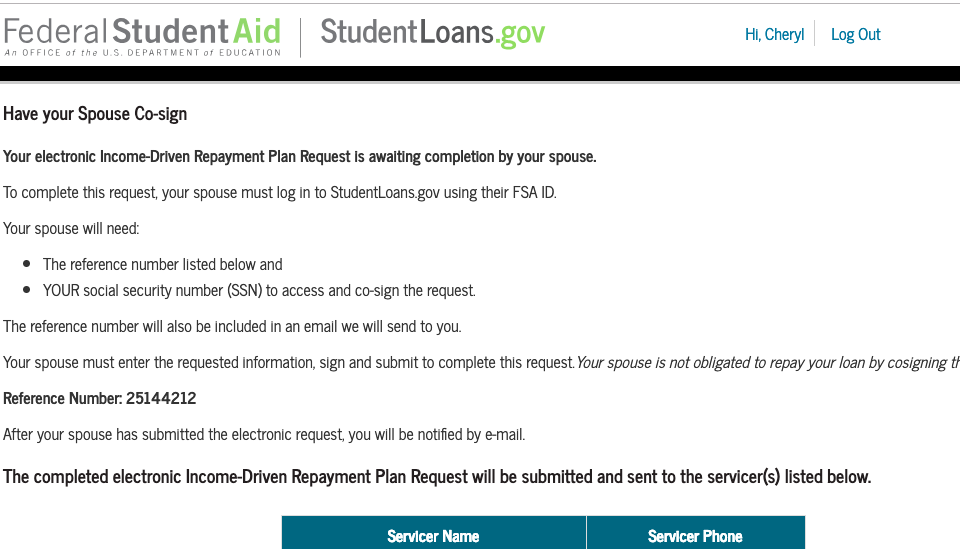 Federal Student Aid
An OFFICE of the U.S. DEPARTMENT of EDUCATION
StudentLoans.gov
Hi, Cheryl
Log Out
Have your Spouse Co-sign
Your electronic Income-Driven Repayment Plan Request is awaiting completion by your spouse.
To complete this request, your spouse must log in to StudentLoans.gov using their FSA ID.
Your spouse will need:
The reference number listed below and
YOUR social security number (SSN) to access and co-sign the request.
The reference number will also be included in an email we will send to you.
Your spouse must enter the requested information, sign and submit to complete this request. Your spouse is not obligated to repay your loan by cosigning
Reference Number: 25144212
After your spouse has submitted the electronic request, you will be notified by e-mail.
The completed electronic Income-Driven Repayment Plan Request will be submitted and sent to the servicer(s) listed below.
Servicer Name
Servicer Phone